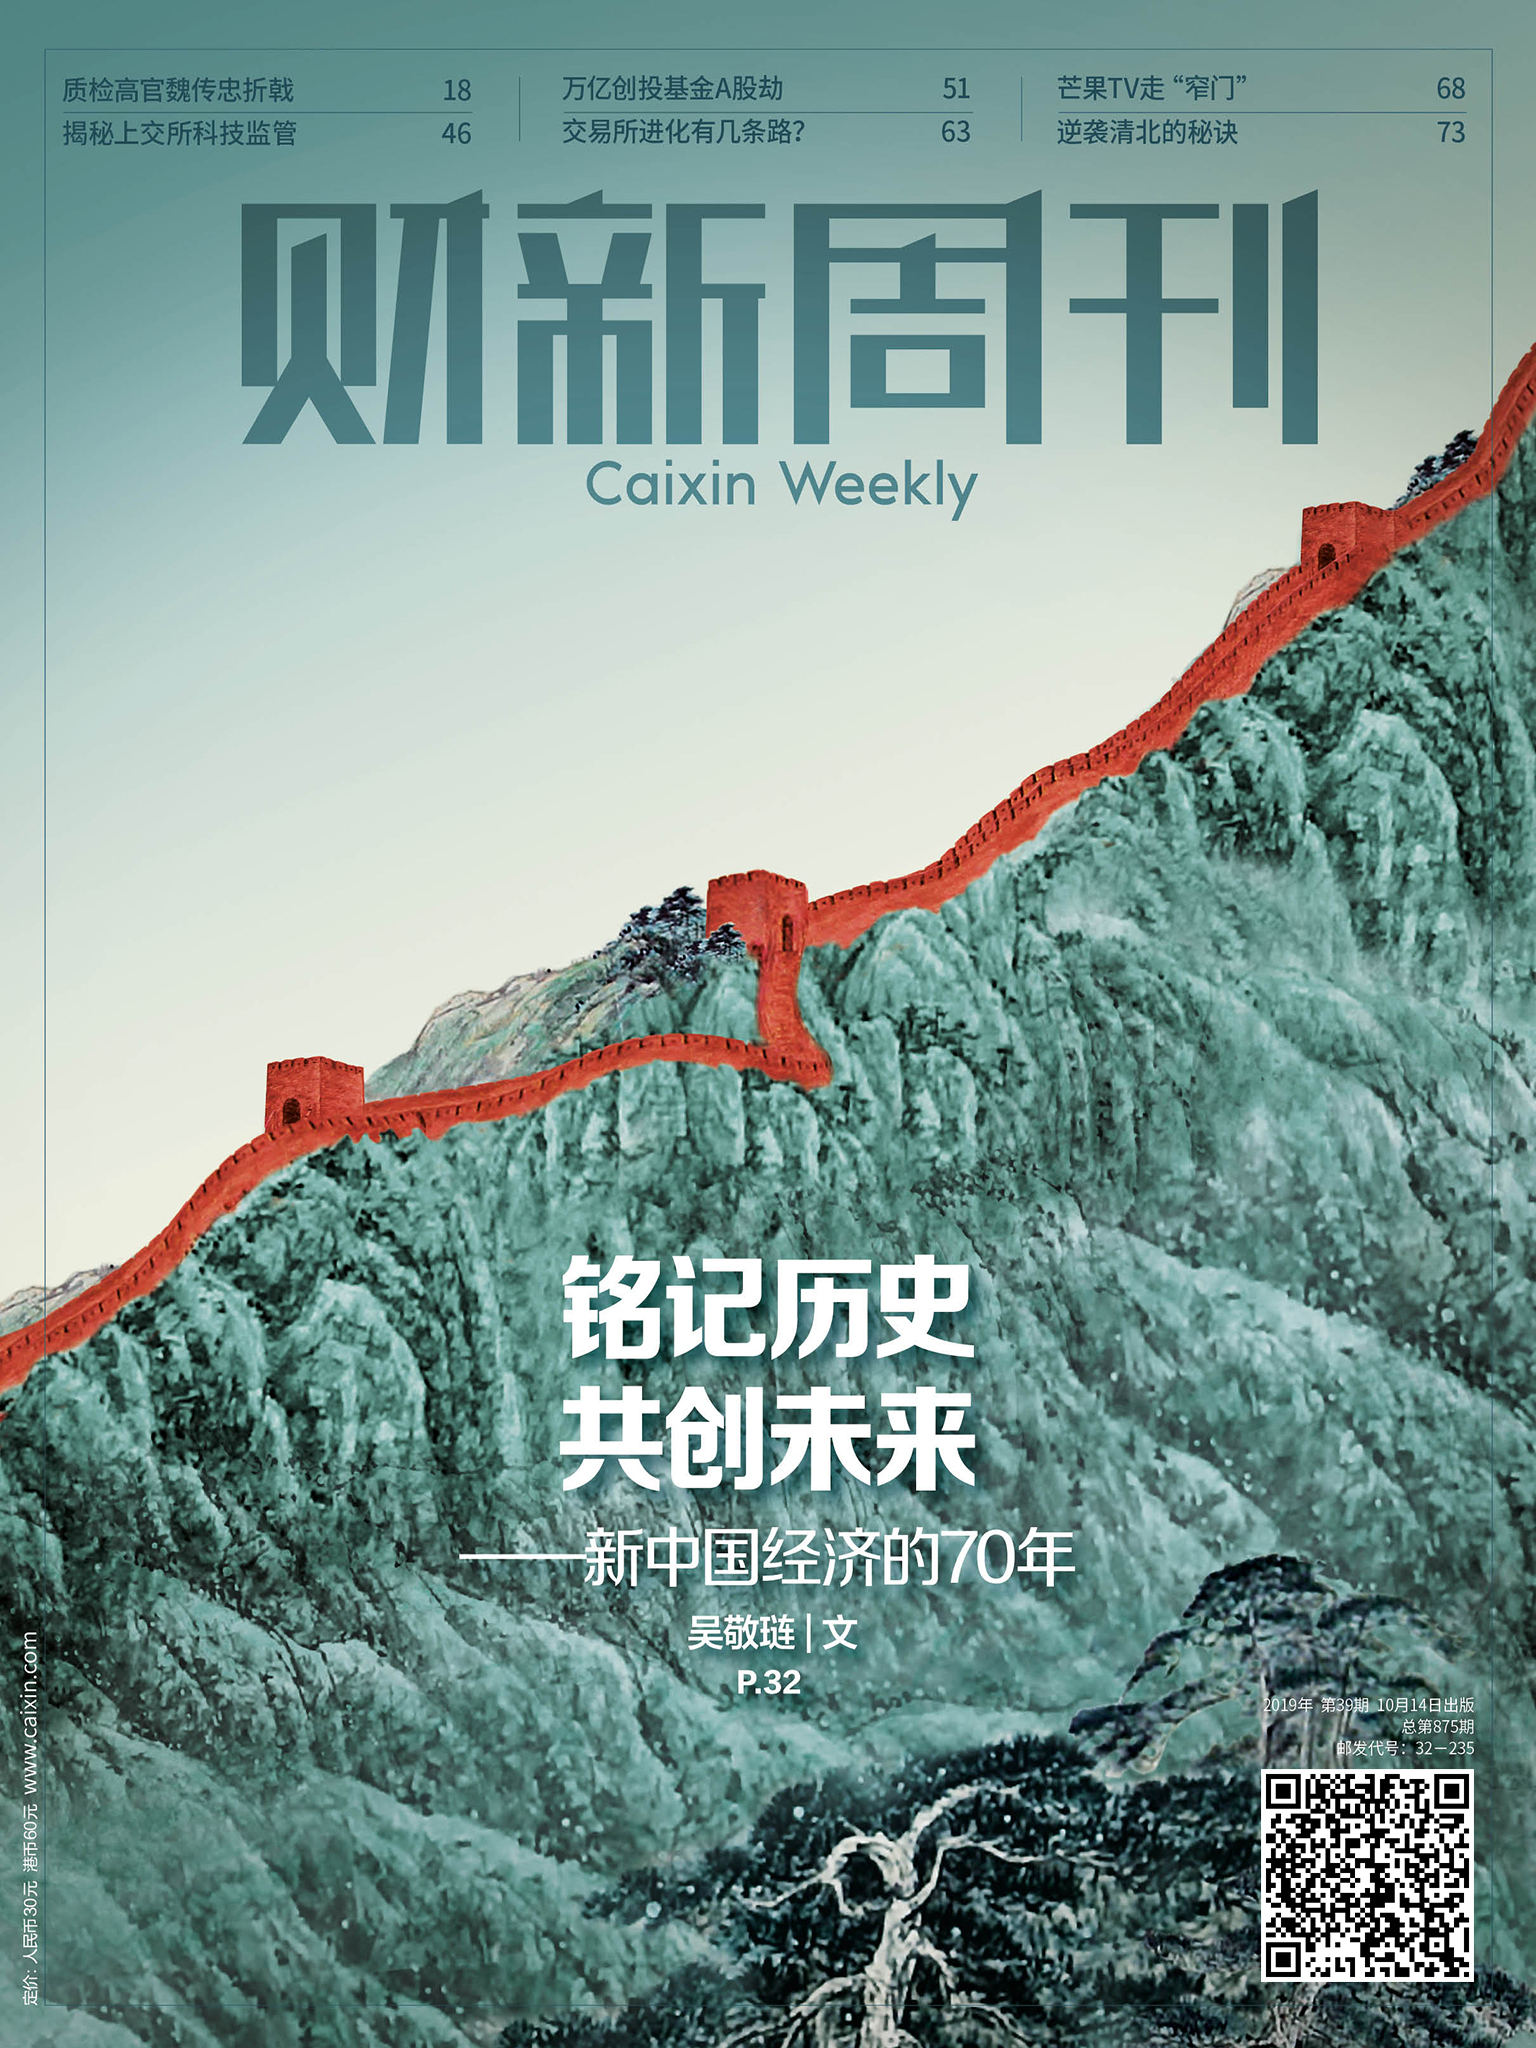 质检高官魏传忠折戟 18
揭秘上交所科技监管 46
万亿创投基金A股劫 51
交易所进化有几条路? 63
芒果TV走“窄门” 68
逆袭清北的秘诀 73
财新周刊
Caixin Weekly
铭记历史
共创未来
——新中国经济的70年
吴敬琏|文
P.32
2019年 第39期 10月14日出版
总第875期
邮发代号：32－235
定价：人民币30元 港币60元 www.caixin.com